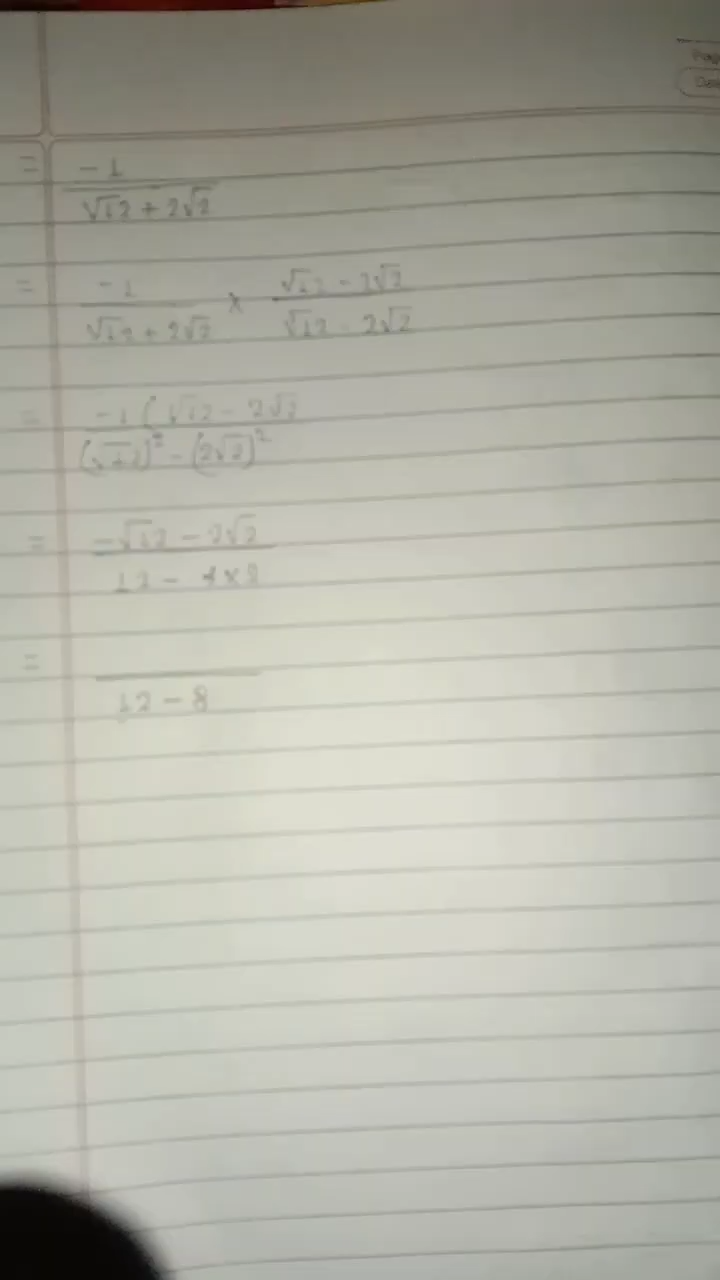 = -1
√12 + 2√2
= -1 × √12 - 2√2
√12 + 2√2 √12 - 2√2
= -1 (√12 - 2√2
(√12)² - (2√2)²
= -√12 - 2√2
12 - 4×2
=
12 - 8